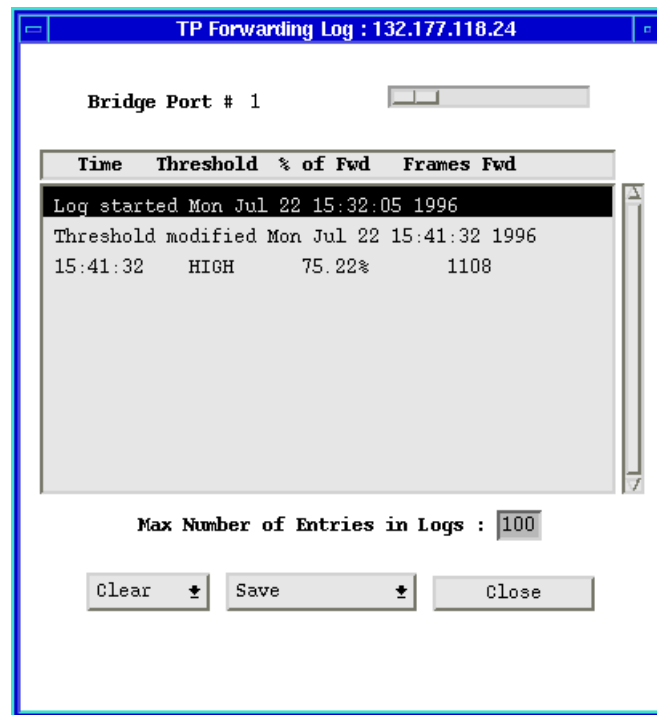 TP Forwarding Log : 132.177.118.24
Bridge Port # 1
Time Threshold % of Fwd Frames Fwd
Log started Mon Jul 22 15:32:05 1996
Threshold modified Mon Jul 22 15:41:32 1996
15:41:32 HIGH 75.22% 1108
Max Number of Entries in Logs : 100
Clear Save Close